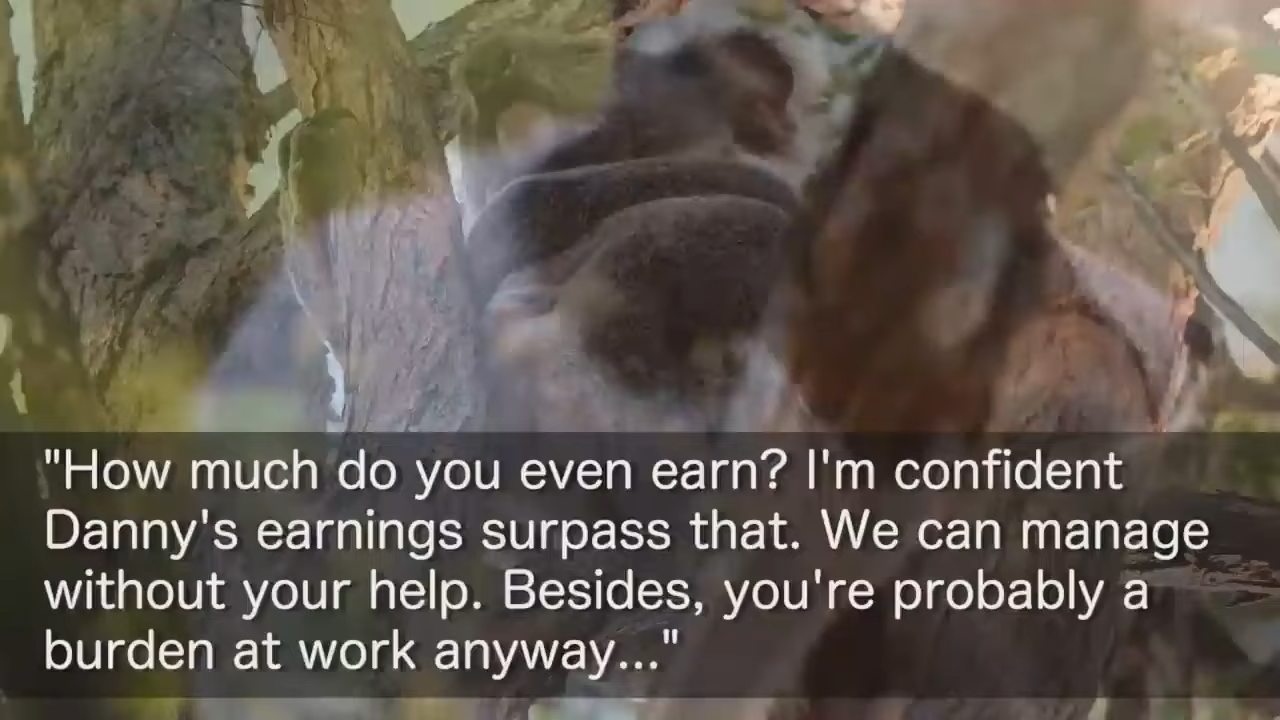 "How much do you even earn? I'm confident
Danny's earnings surpass that. We can manage
without your help. Besides, you're probably a
burden at work anyway..."